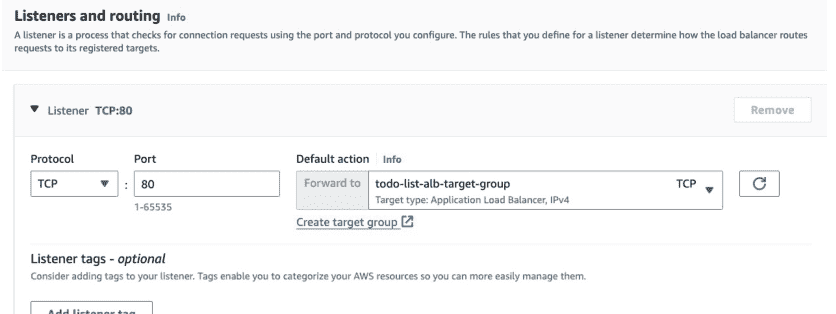 Listeners and routing Info
A listener is a process that checks for connection requests using the port and protocol you configure. The rules that you define for a listener determine how the load balancer routes
requests to its registered targets.
Listener TCP:80
Remove
Protocol
Port
Default action Info
TCP
:
80
Forward to
todo-list-alb-target-group
TCP
Target type: Application Load Balancer, IPv4
1-65535
Create target group
Listener tags - optional
Consider adding tags to your listener. Tags enable you to categorize your AWS resources so you can more easily manage them.
Add listener tag